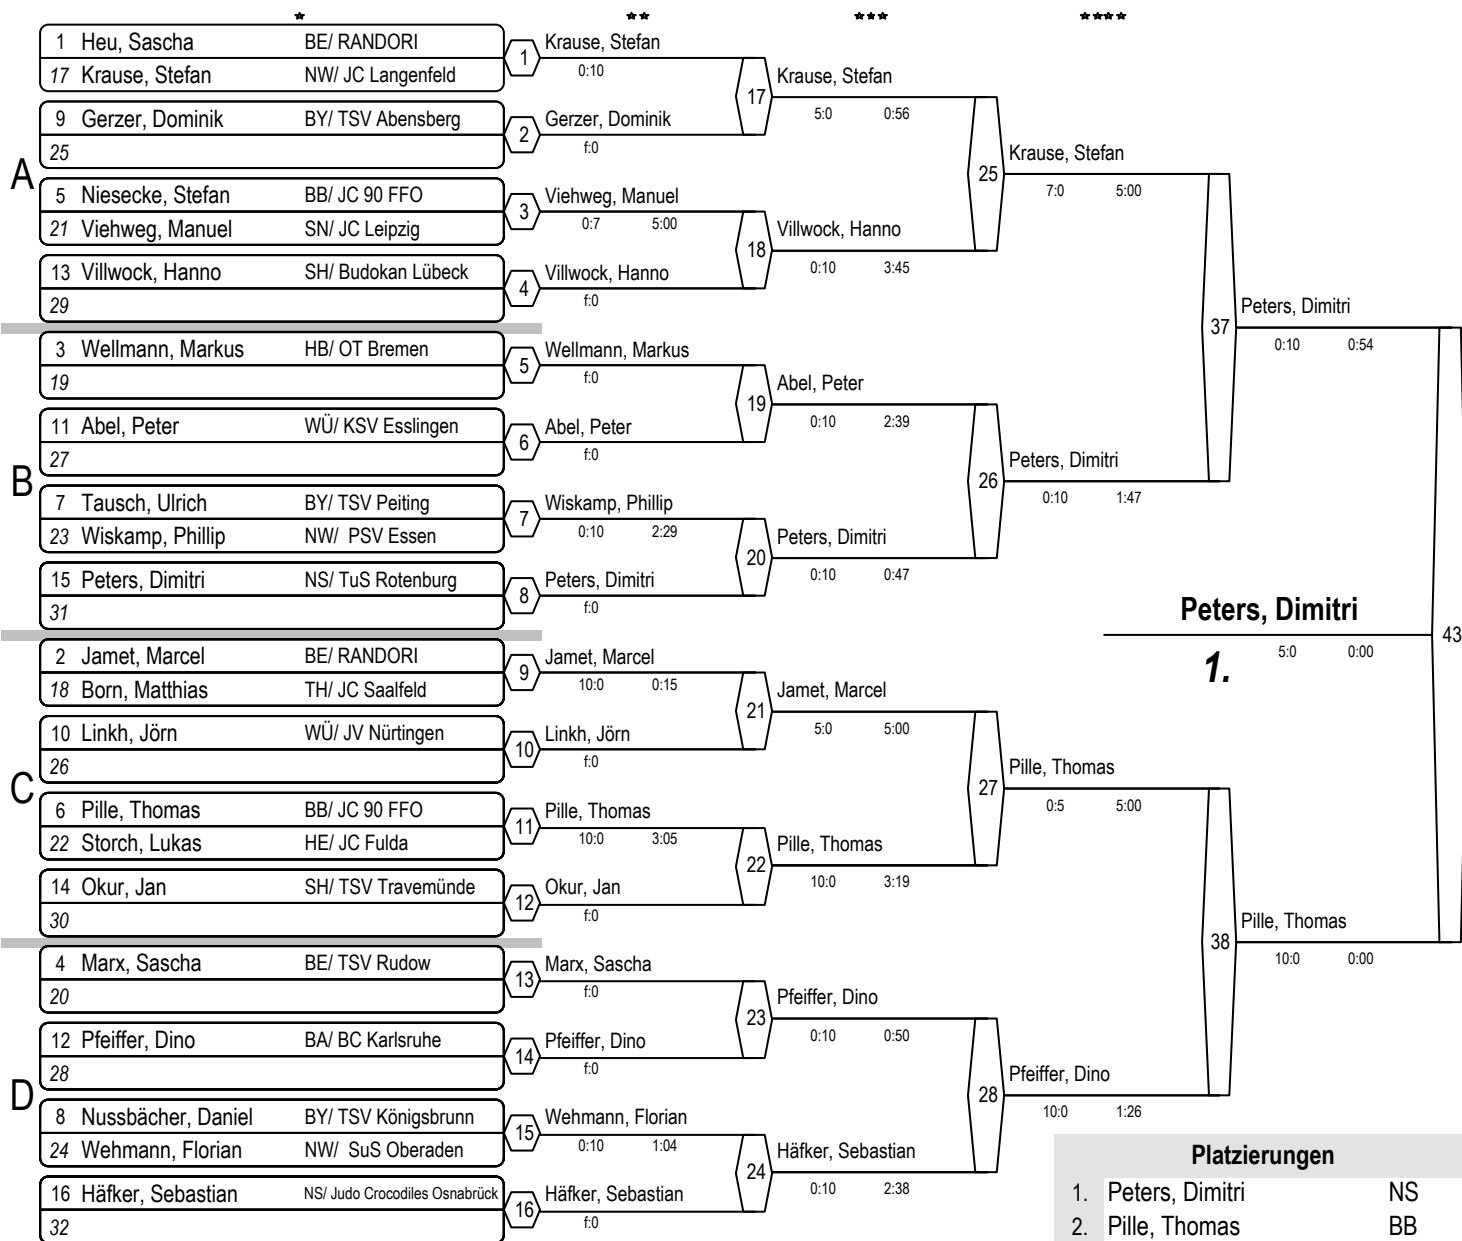 1 Heu, Sascha BE/ RANDORI
17 Krause, Stefan NW/ JC Langenfeld
9 Gerzer, Dominik BY/ TSV Abensberg
25
A
5 Niesecke, Stefan BB/ JC 90 FFO
21 Viehweg, Manuel SN/ JC Leipzig
13 Villwock, Hanno SH/ Budokan Lübeck
29
3 Wellmann, Markus HB/ OT Bremen
19
11 Abel, Peter WÜ/ KSV Esslingen
27
B
7 Tausch, Ulrich BY/ TSV Peiting
23 Wiskamp, Phillip NW/ PSV Essen
15 Peters, Dimitri NS/ TuS Rotenburg
31
2 Jamet, Marcel BE/ RANDORI
18 Born, Matthias TH/ JC Saalfeld
10 Linkh, Jörn WÜ/ JV Nürtingen
26
C
6 Pille, Thomas BB/ JC 90 FFO
22 Storch, Lukas HE/ JC Fulda
14 Okur, Jan SH/ TSV Travemünde
30
4 Marx, Sascha BE/ TSV Rudow
20
12 Pfeiffer, Dino BA/ BC Karlsruhe
28
D
8 Nussbächer, Daniel BY/ TSV Königsbrunn
24 Wehmann, Florian NW/ SuS Oberaden
16 Häfker, Sebastian NS/ Judo Crocodiles Osnabrück
32
1 Krause, Stefan
0:10
2 Gerzer, Dominik
f:0
3 Viehweg, Manuel
0:7 5:00
4 Villwock, Hanno
f:0
5 Wellmann, Markus
f:0
6 Abel, Peter
f:0
7 Wiskamp, Phillip
0:10 2:29
8 Peters, Dimitri
f:0
9 Jamet, Marcel
10:0 0:15
10 Linkh, Jörn
f:0
11 Pille, Thomas
10:0 3:05
12 Okur, Jan
f:0
13 Marx, Sascha
f:0
14 Pfeiffer, Dino
f:0
15 Wehmann, Florian
0:10 1:04
16 Häfker, Sebastian
f:0
17 Krause, Stefan
5:0 0:56
18 Villwock, Hanno
0:10 3:45
19 Abel, Peter
0:10 2:39
20 Peters, Dimitri
0:10 0:47
21 Jamet, Marcel
5:0 5:00
22 Pille, Thomas
10:0 3:19
23 Pfeiffer, Dino
0:10 0:50
24 Häfker, Sebastian
0:10 2:38
25 Krause, Stefan
7:0 5:00
26 Peters, Dimitri
0:10 1:47
27 Pille, Thomas
0:5 5:00
28 Pfeiffer, Dino
10:0 1:26
37 Peters, Dimitri
0:10 0:54
38 Pille, Thomas
10:0 0:00
Peters, Dimitri
43
1. 5:0 0:00
Platzierungen
1. Peters, Dimitri NS
2. Pille, Thomas BB